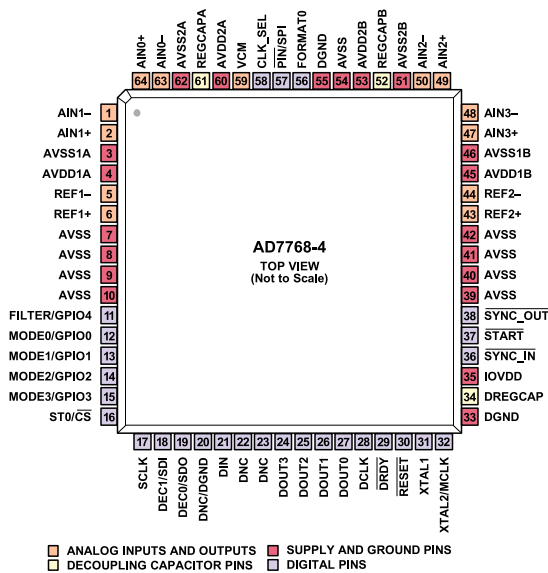 AIN0+
AIN0–
AVSS2A
REGCAPA
AVDD2A
VCM
CLK_SEL
PIN/SPI
FORMAT0
DGND
AVSS
AVDD2B
REGCAPB
AVSS2B
AIN2–
AIN2+
64 63 62 61 60 59 58 57 56 55 54 53 52 51 50 49
AIN1– 1
AIN1+ 2
AVSS1A 3
AVDD1A 4
REF1– 5
REF1+ 6
AVSS 7
AVSS 8
AVSS 9
AVSS 10
FILTER/GPIO4 11
MODE0/GPIO0 12
MODE1/GPIO1 13
MODE2/GPIO2 14
MODE3/GPIO3 15
ST0/CS 16
AD7768-4
TOP VIEW
(Not to Scale)
48 AIN3–
47 AIN3+
46 AVSS1B
45 AVDD1B
44 REF2–
43 REF2+
42 AVSS
41 AVSS
40 AVSS
39 AVSS
38 SYNC_OUT
37 START
36 SYNC_IN
35 IOVDD
34 DREGCAP
33 DGND
17 18 19 20 21 22 23 24 25 26 27 28 29 30 31 32
SCLK
DEC1/SDI
DEC0/SDO
DNC/DGND
DIN
DNC
DNC
DOUT3
DOUT2
DOUT1
DOUT0
DCLK
DRDY
RESET
XTAL1
XTAL2/MCLK
ANALOG INPUTS AND OUTPUTS
SUPPLY AND GROUND PINS
DECOUPLING CAPACITOR PINS
DIGITAL PINS